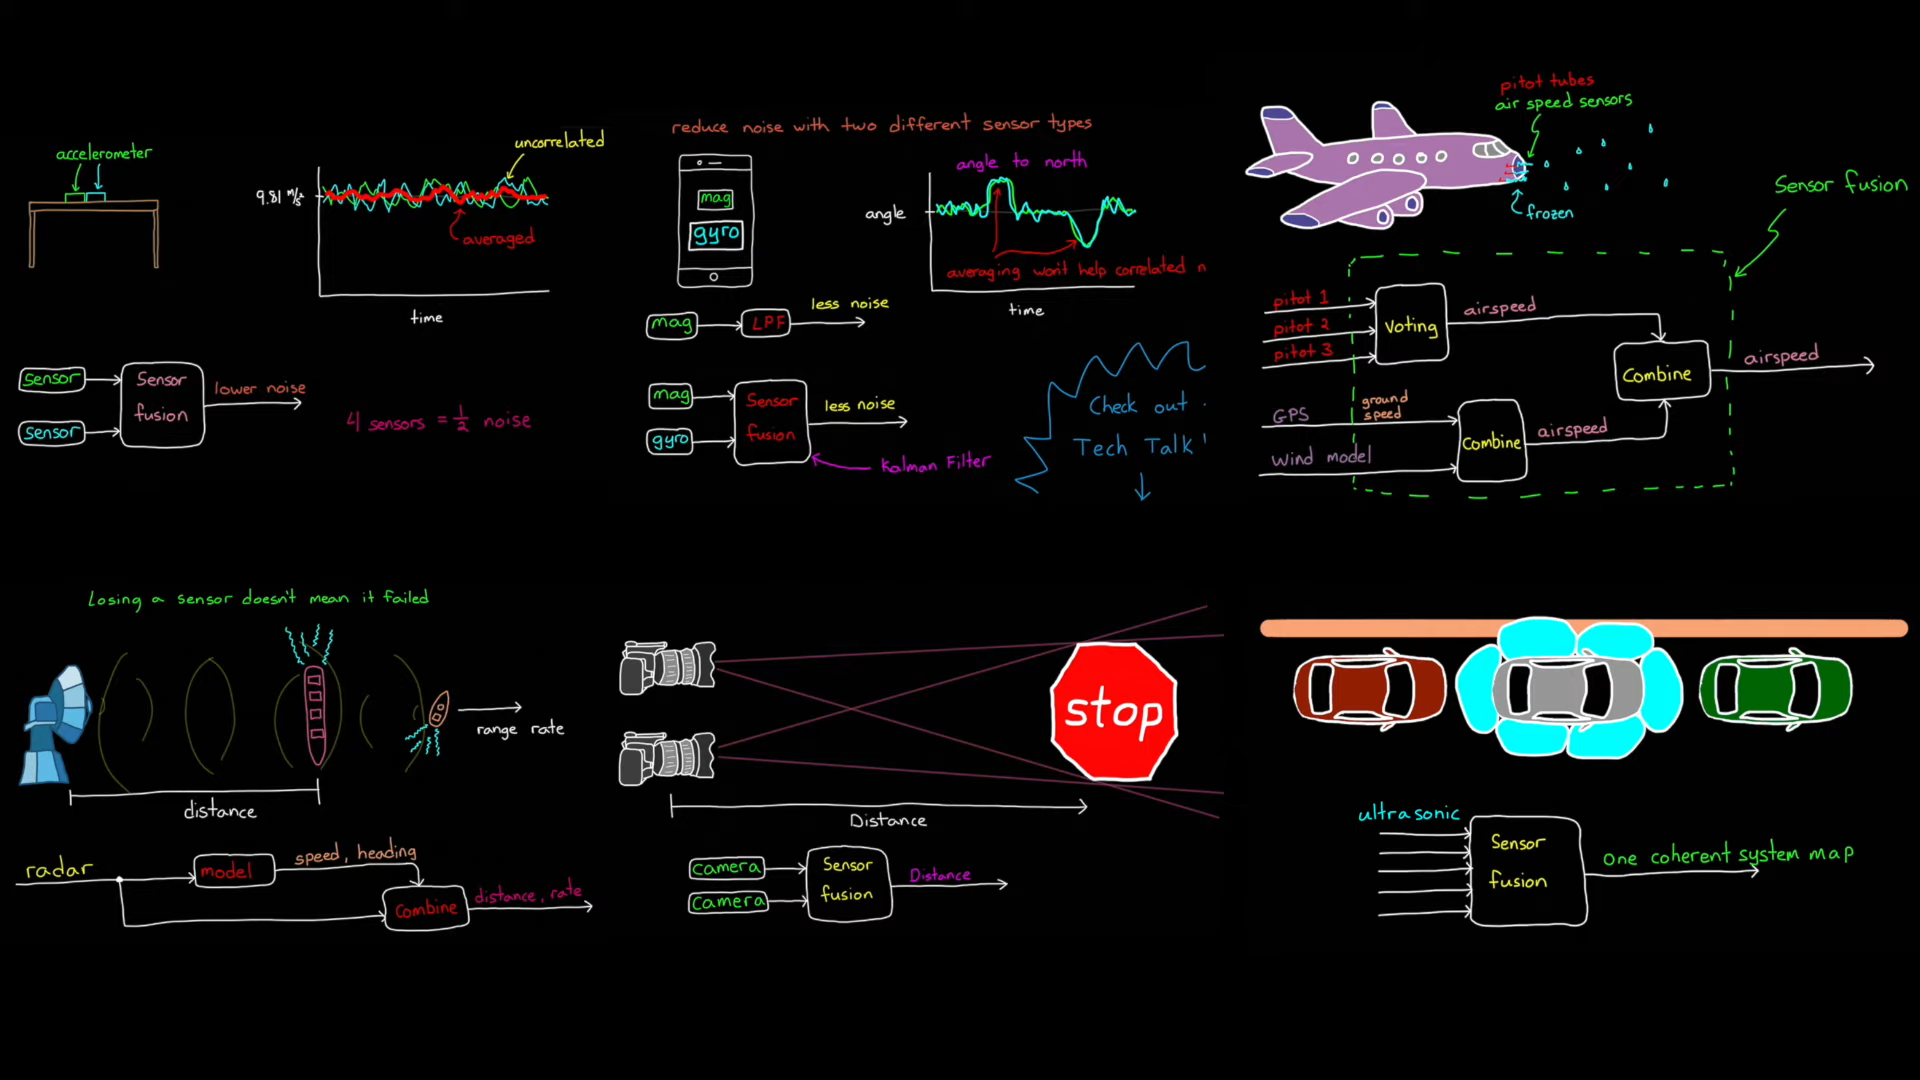 accelerometer
uncorrelated
9.81 m/s²
averaged
time
sensor
sensor
Sensor
fusion
lower noise
4 sensors = 1/2 noise
reduce noise with two different sensor types
mag
gyro
angle to north
angle
averaging won't help correlated n
time
mag
LPF
less noise
mag
gyro
Sensor
fusion
less noise
Kalman Filter
Check out
Tech Talk
pitot tubes
air speed sensors
frozen
Sensor fusion
pitot 1
pitot 2
pitot 3
Voting
airspeed
GPS
ground
speed
wind model
Combine
airspeed
Combine
airspeed
Losing a sensor doesn't mean it failed
range rate
distance
radar
model
speed, heading
Combine
distance, rate
stop
Distance
camera
camera
Sensor
fusion
Distance
ultrasonic
Sensor
fusion
one coherent system map